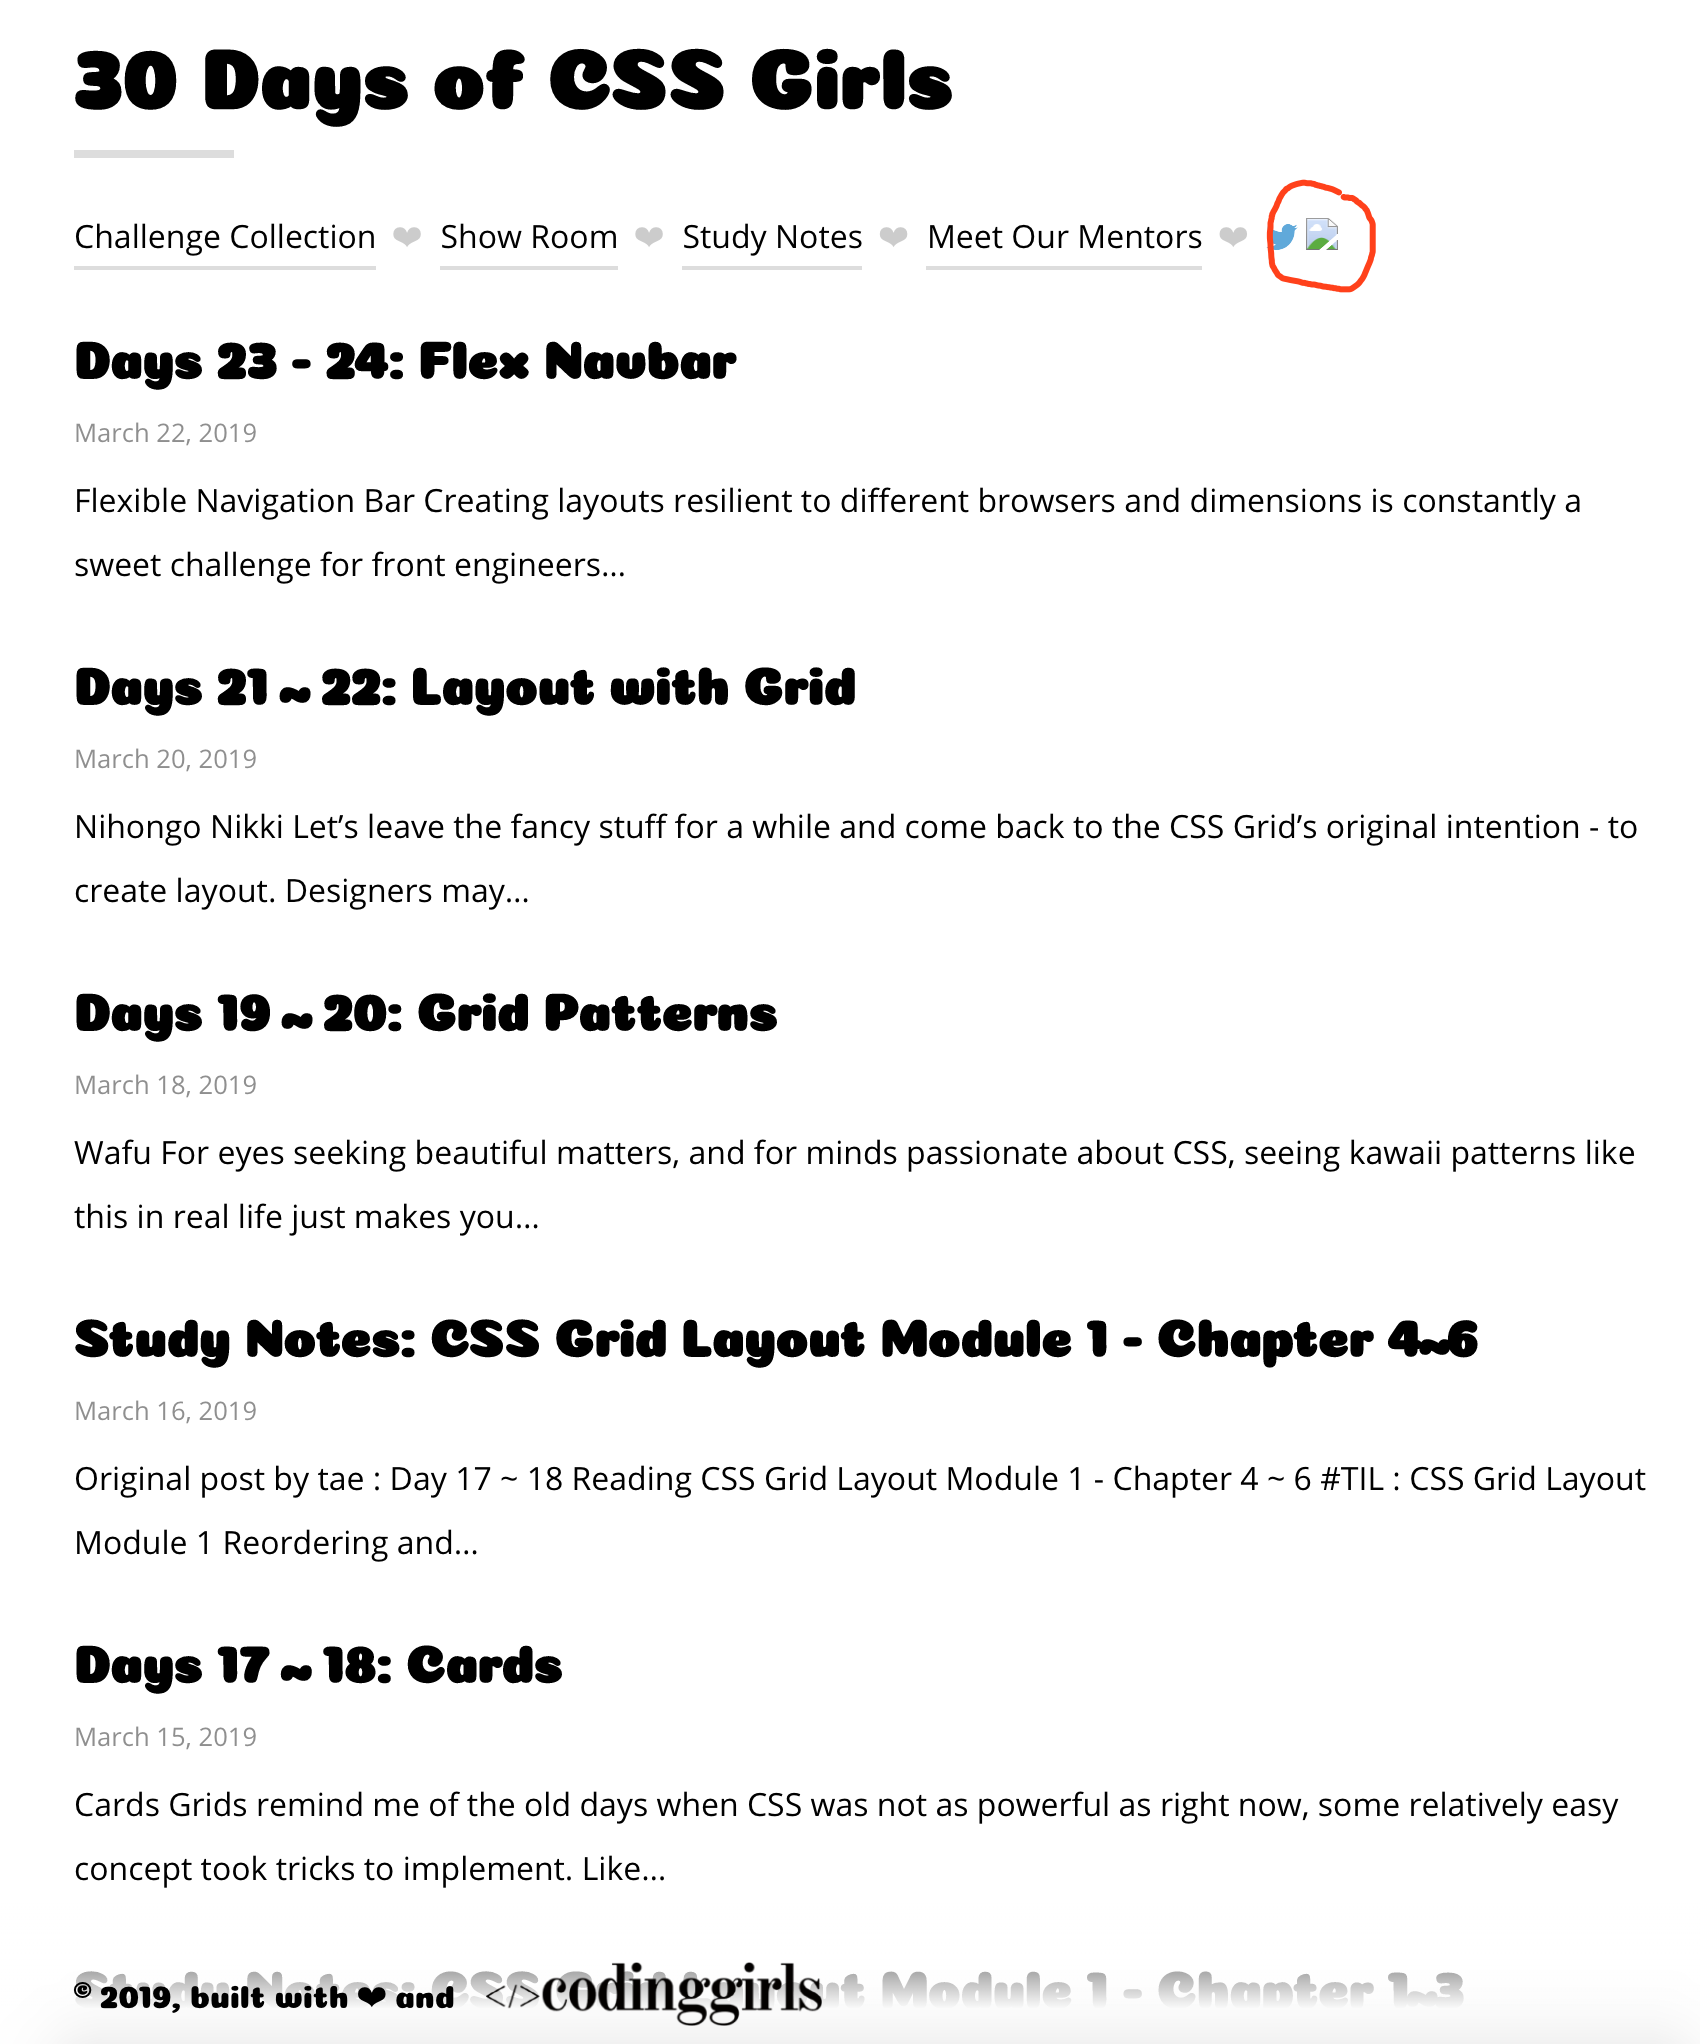 30 Days of CSS Girls
Challenge Collection ❤ Show Room ❤ Study Notes ❤ Meet Our Mentors ❤
Days 23 - 24: Flex Navbar
March 22, 2019
Flexible Navigation Bar Creating layouts resilient to different browsers and dimensions is constantly a
sweet challenge for front engineers…
Days 21 ~ 22: Layout with Grid
March 20, 2019
Nihongo Nikki Let’s leave the fancy stuff for a while and come back to the CSS Grid’s original intention - to
create layout. Designers may…
Days 19 ~ 20: Grid Patterns
March 18, 2019
Wafu For eyes seeking beautiful matters, and for minds passionate about CSS, seeing kawaii patterns like
this in real life just makes you…
Study Notes: CSS Grid Layout Module 1 - Chapter 4~6
March 16, 2019
Original post by tae : Day 17 ~ 18 Reading CSS Grid Layout Module 1 - Chapter 4 ~ 6 #TIL : CSS Grid Layout
Module 1 Reordering and…
Days 17 ~ 18: Cards
March 15, 2019
Cards Grids remind me of the old days when CSS was not as powerful as right now, some relatively easy
concept took tricks to implement. Like…
Study Notes: CSS Grid Layout Module 1 - Chapter 1~3
© 2019, built with ❤ and </>codinggirls